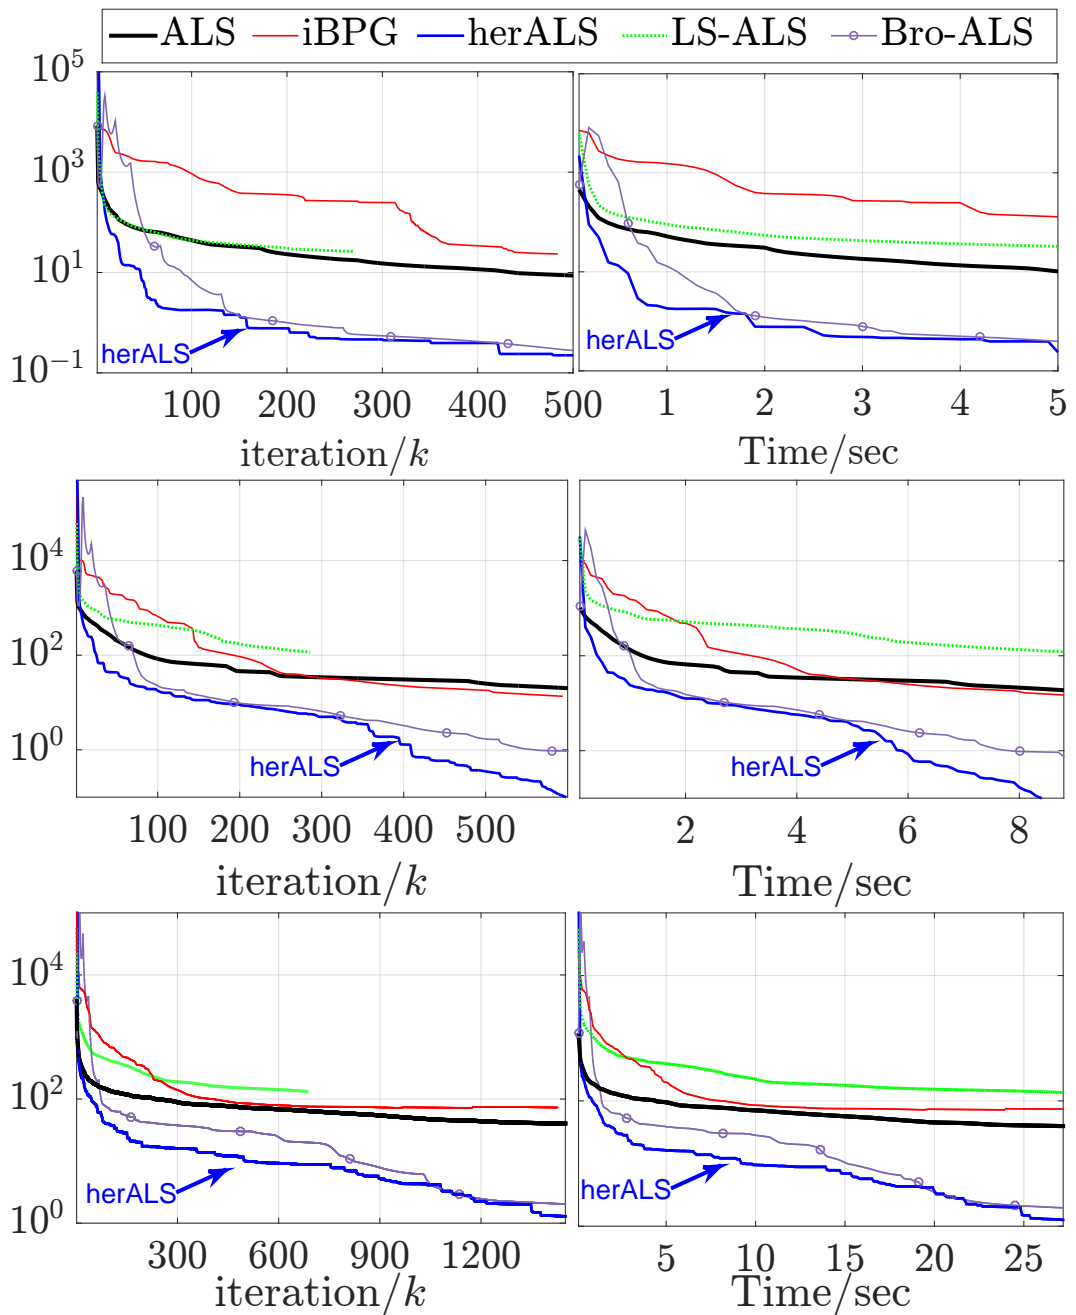 ALS iBPG herALS LS-ALS Bro-ALS
10^5
10^3
10^1
10^-1
herALS
herALS
100 200 300 400 500
1 2 3 4 5
iteration/k
Time/sec
10^4
10^2
10^0
herALS
herALS
100 200 300 400 500
2 4 6 8
iteration/k
Time/sec
10^4
10^2
10^0
herALS
herALS
300 600 900 1200
5 10 15 20 25
iteration/k
Time/sec